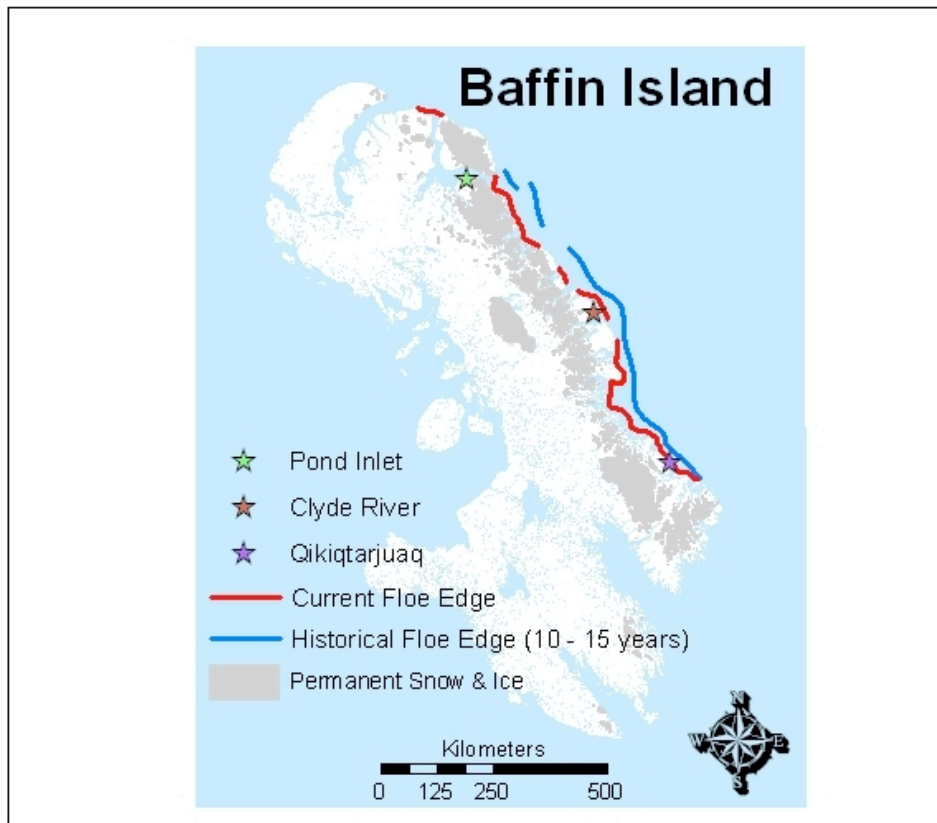 Baffin Island
Pond Inlet
Clyde River
Qikiqtarjuaq
Current Floe Edge
Historical Floe Edge (10 - 15 years)
Permanent Snow & Ice
N
W E
S
Kilometers
0 125 250 500